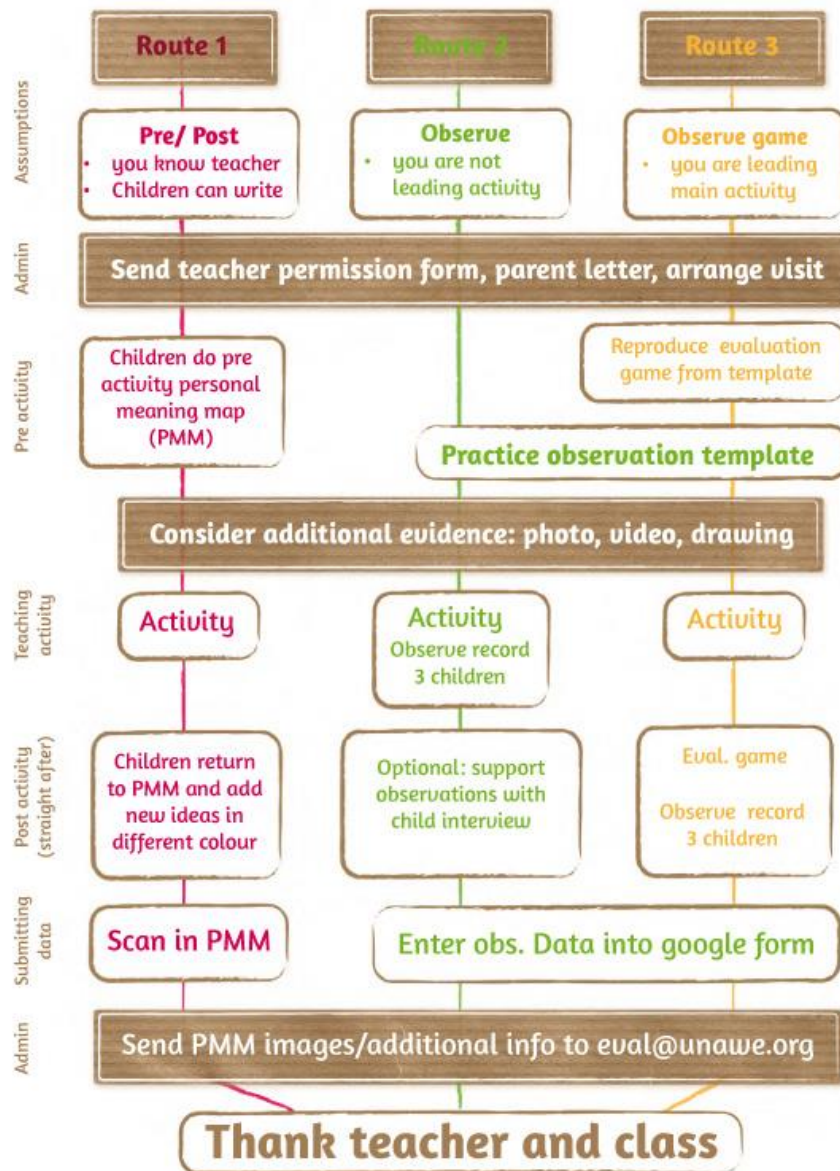 Route 1
Route 2
Route 3
Assumptions
Pre/ Post
• you know teacher
• Children can write
Observe
• you are not
leading activity
Observe game
• you are leading
main activity
Admin
Send teacher permission form, parent letter, arrange visit
Pre activity
Children do pre
activity personal
meaning map
(PMM)
Reproduce evaluation
game from template
Practice observation template
Consider additional evidence: photo, video, drawing
Teaching
activity
Activity
Activity
Observe record
3 children
Activity
Post activity
(straight after)
Children return
to PMM and add
new ideas in
different colour
Optional: support
observations with
child interview
Eval. game
Observe record
3 children
Submitting
data
Scan in PMM
Enter obs. Data into google form
Admin
Send PMM images/additional info to eval@unawe.org
Thank teacher and class